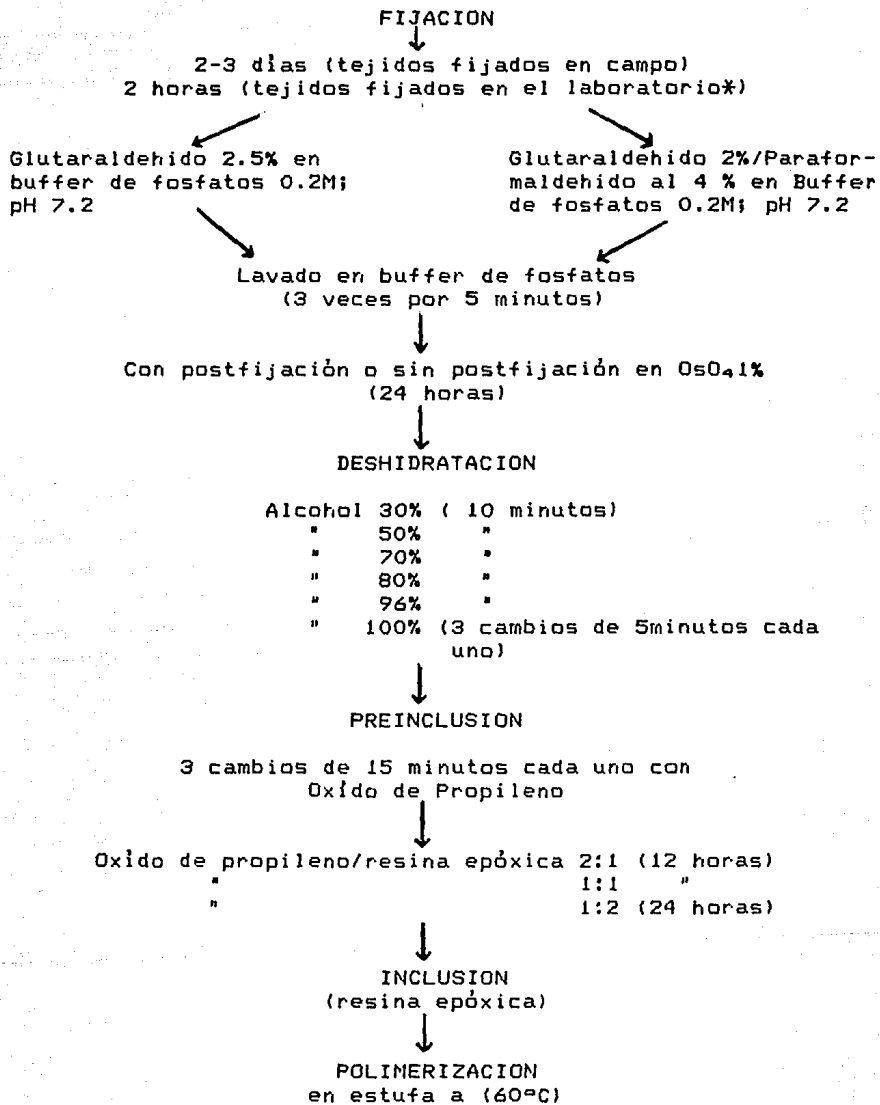 FIJACION
2-3 días (tejidos fijados en campo)
2 horas (tejidos fijados en el laboratorio*)
Glutaraldehido 2.5% en
buffer de fosfatos 0.2M;
pH 7.2
Glutaraldehido 2%/Parafor-
maldehido al 4 % en Buffer
de fosfatos 0.2M; pH 7.2
Lavado en buffer de fosfatos
(3 veces por 5 minutos)
Con postfijación o sin postfijación en OsO₄1%
(24 horas)
DESHIDRATACION
Alcohol 30% ( 10 minutos)
" 50% "
" 70% "
" 80% "
" 96% "
" 100% (3 cambios de 5minutos cada
uno)
PREINCLUSION
3 cambios de 15 minutos cada uno con
Oxído de Propileno
Oxído de propileno/resina epóxica 2:1 (12 horas)
" 1:1 "
" 1:2 (24 horas)
INCLUSION
(resina epóxica)
POLIMERIZACION
en estufa a (60ºC)